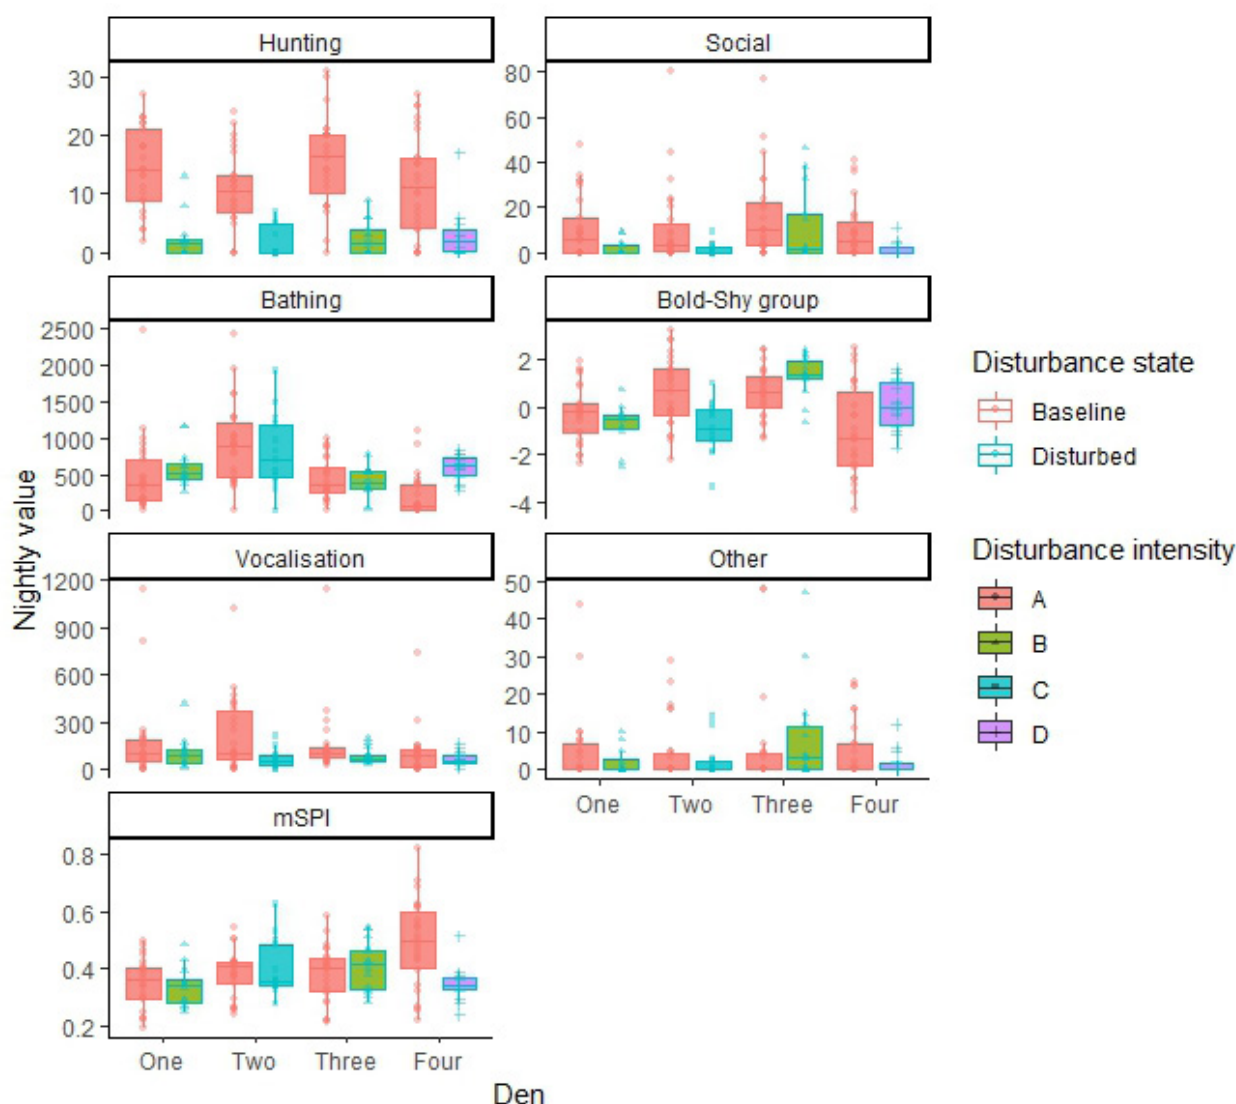 Hunting
Social
30
20
10
0
80
60
40
20
0
Bathing
Bold-Shy group
2500
2000
1500
1000
500
0
2
0
-2
-4
Vocalisation
Other
1200
900
600
300
0
50
40
30
20
10
0
One Two Three Four
mSPI
0.8
0.6
0.4
0.2
One Two Three Four
Nightly value
Den
Disturbance state
Baseline
Disturbed
Disturbance intensity
A
B
C
D